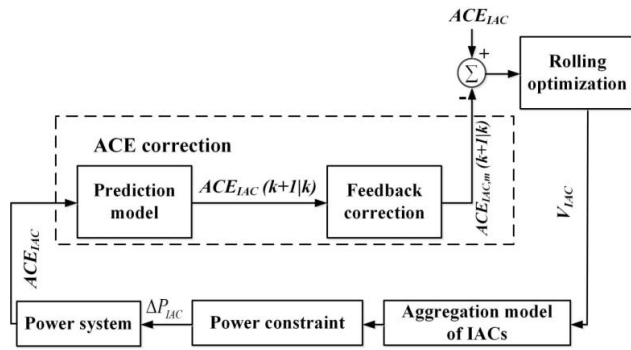 ACE_IAC
+
Σ
-
Rolling
optimization
ACE correction
Prediction
model
ACE_IAC (k+1|k)
Feedback
correction
ACE_IAC,m (k+1|k)
V_IAC
ACE_IAC
Power system
ΔP_IAC
Power constraint
Aggregation model
of IACs